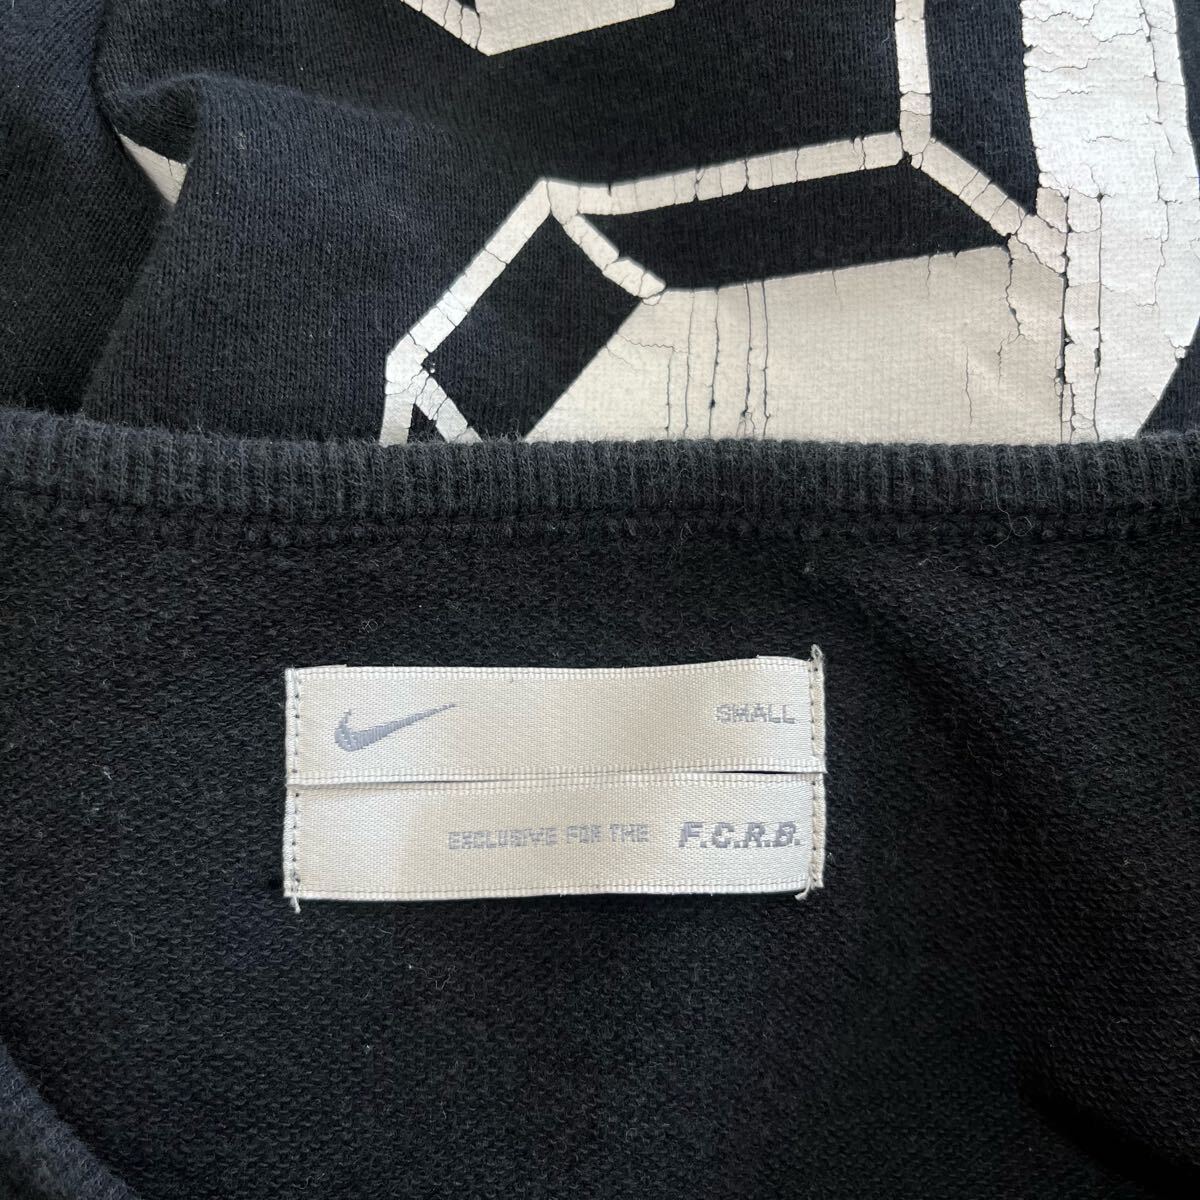 SMALL
EXCLUSIVE FOR THE F.C.R.B.